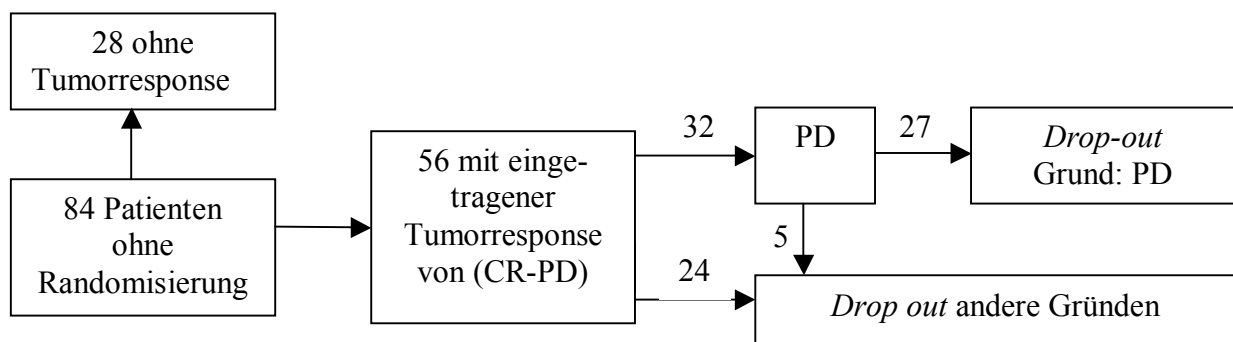 28 ohne
Tumorresponse
84 Patienten
ohne
Randomisierung
56 mit einge-
tragener
Tumorresponse
von (CR-PD)
32
PD
27
Drop-out
Grund: PD
5
24
Drop out andere Gründen